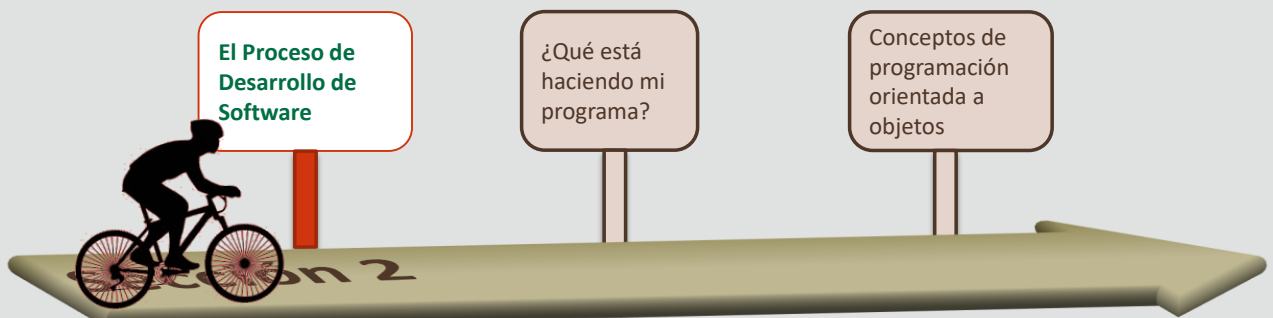 El Proceso de
Desarrollo de
Software
¿Qué está
haciendo mi
programa?
Conceptos de
programación
orientada a
objetos
2